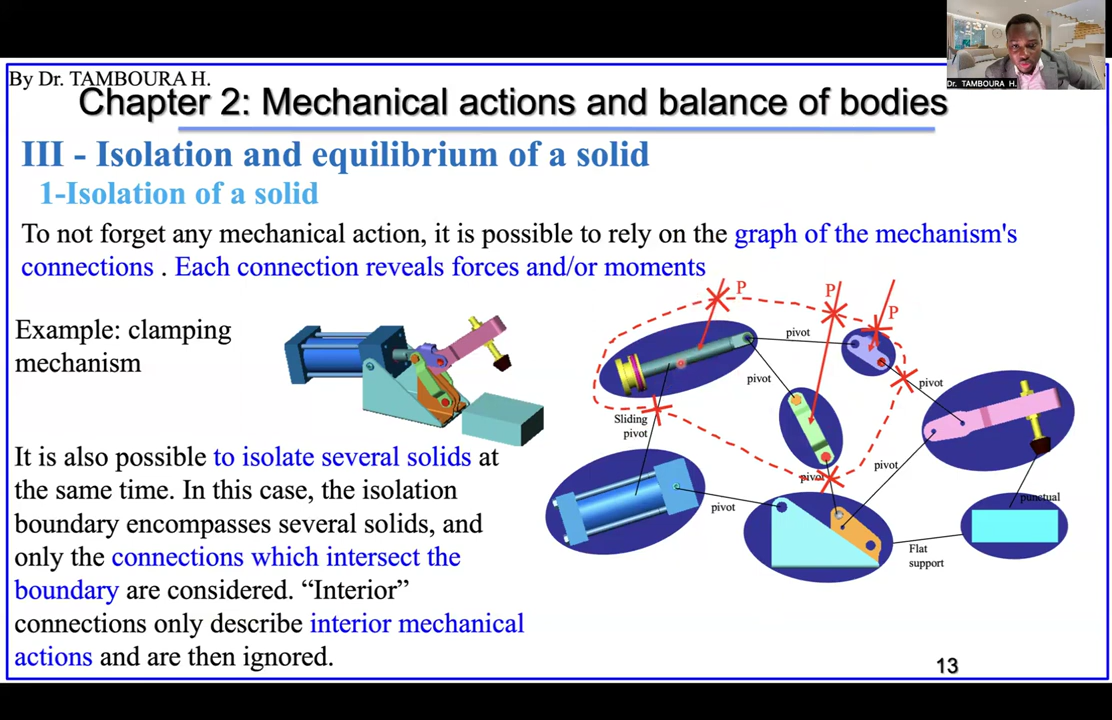 By Dr. TAMBOURA H.
Chapter 2: Mechanical actions and balance of bodies
Dr. TAMBOURA H.
III - Isolation and equilibrium of a solid
1-Isolation of a solid
To not forget any mechanical action, it is possible to rely on the graph of the mechanism's
connections . Each connection reveals forces and/or moments
Example: clamping
mechanism
P
P
P
pivot
pivot
pivot
Sliding
pivot
pivot
pivot
pivot
punctual
Flat
support
It is also possible to isolate several solids at
the same time. In this case, the isolation
boundary encompasses several solids, and
only the connections which intersect the
boundary are considered. “Interior”
connections only describe interior mechanical
actions and are then ignored.
13